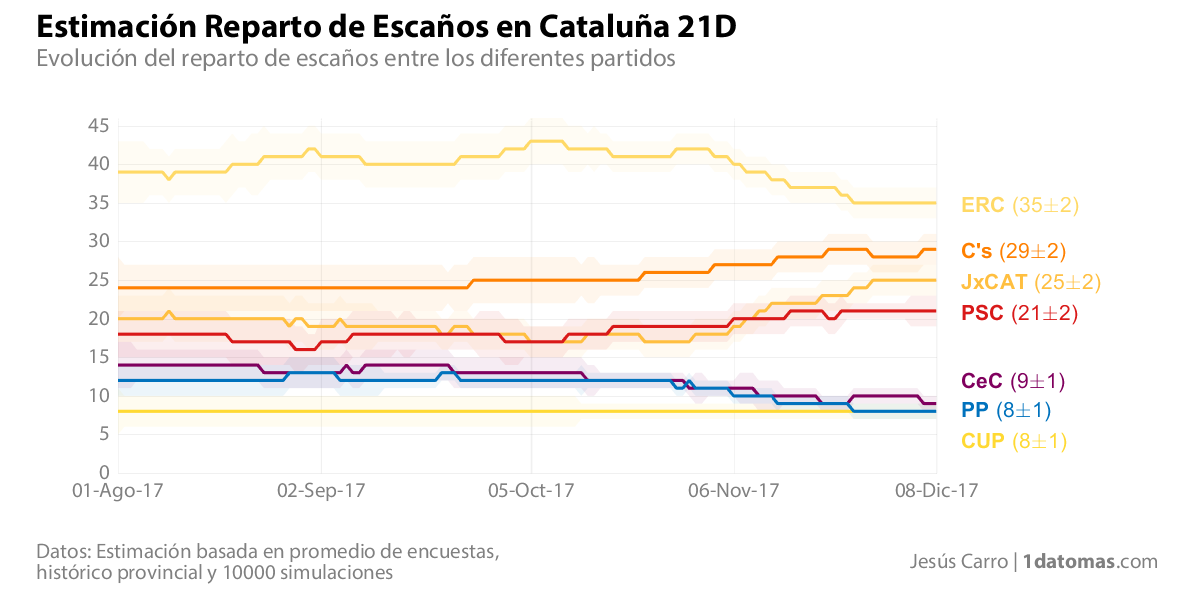 Estimación Reparto de Escaños en Cataluña 21D
Evolución del reparto de escaños entre los diferentes partidos
45
40
35
30
25
20
15
10
5
0
ERC (35±2)
C's (29±2)
JxCAT (25±2)
PSC (21±2)
CeC (9±1)
PP (8±1)
CUP (8±1)
01-Ago-17 02-Sep-17 05-Oct-17 06-Nov-17 08-Dic-17
Datos: Estimación basada en promedio de encuestas,
histórico provincial y 10000 simulaciones
Jesús Carro | 1datomas.com